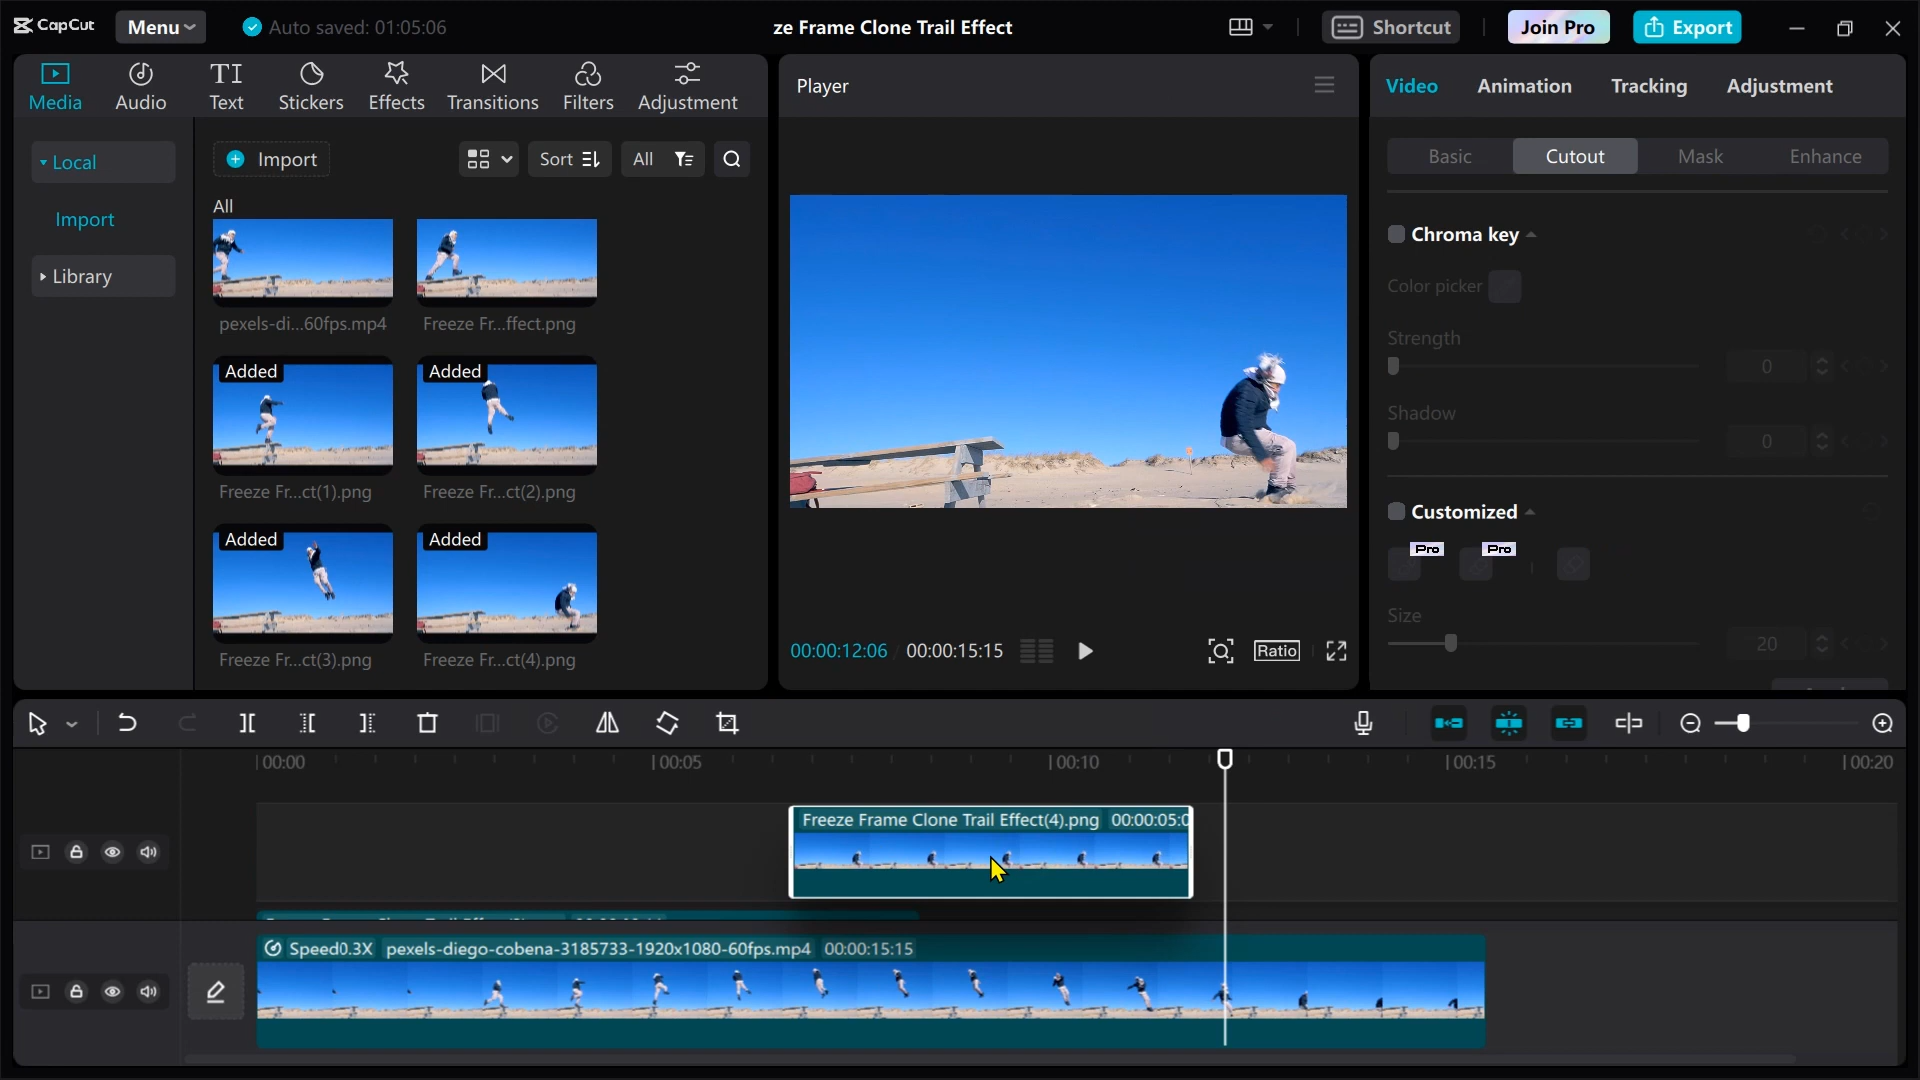 CapCut
Menu
Auto saved: 01:05:06
ze Frame Clone Trail Effect
Shortcut
Join Pro
Export
Media
Audio
Text
Stickers
Effects
Transitions
Filters
Adjustment
Local
Import
Library
Import
Sort
All
All
pexels-di...60fps.mp4
Freeze Fr...ffect.png
Added
Added
Freeze Fr...ct(1).png
Freeze Fr...ct(2).png
Added
Added
Freeze Fr...ct(3).png
Freeze Fr...ct(4).png
Player
00:00:12:06
00:00:15:15
Ratio
Video
Animation
Tracking
Adjustment
Basic
Cutout
Mask
Enhance
Chroma key
Color picker
Strength
0
Shadow
0
Customized
Pro
Pro
Size
20
00:00
00:05
00:10
00:15
00:20
Freeze Frame Clone Trail Effect(4).png 00:00:05:0
Speed0.3X pexels-diego-cobena-3185733-1920x1080-60fps.mp4 00:00:15:15